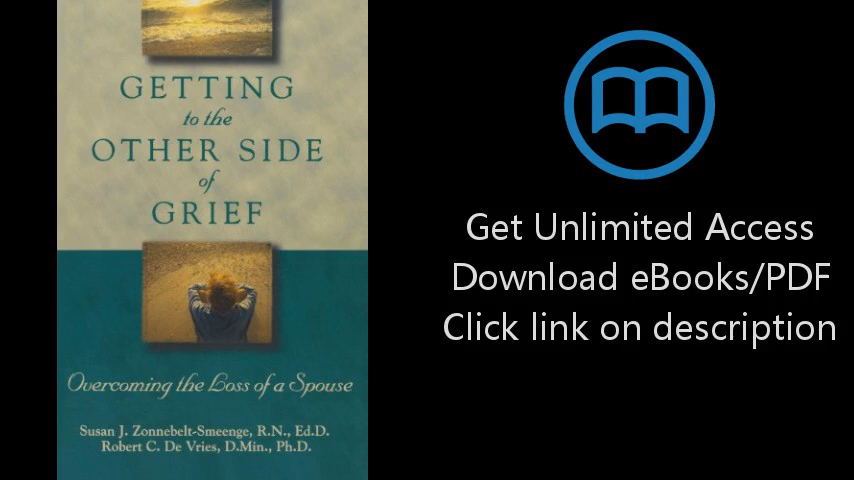 GETTING
to the
OTHER SIDE
of
GRIEF
Overcoming the Loss of a Spouse
Susan J. Zonnebelt-Smeenge, R.N., Ed.D.
Robert C. De Vries, D.Min., Ph.D.
Get Unlimited Access
Download eBooks/PDF
Click link on description